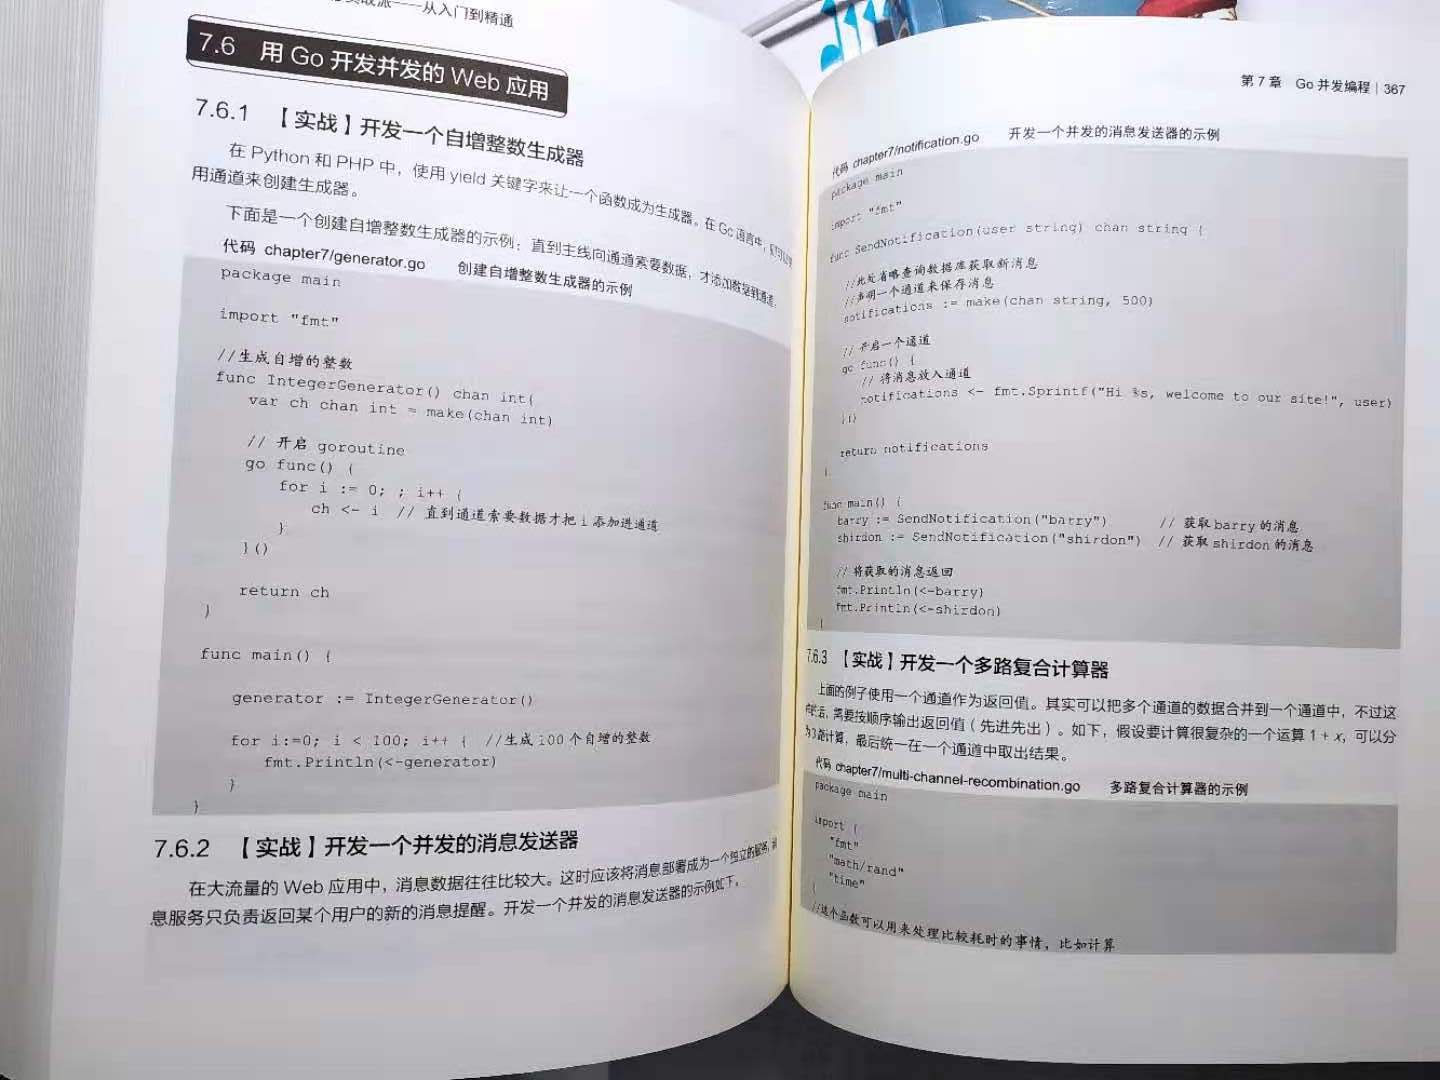 ——从入门到精通
7.6 用 Go 开发并发的 Web 应用
7.6.1 【实战】开发一个自增整数生成器
在 Python 和 PHP 中，使用 yield 关键字来让一个函数成为生成器。在 Go 语言中，
用通道来创建生成器。
下面是一个创建自增整数生成器的示例：直到主线向通道索要数据，才添加数据到通道。
代码 chapter7/generator.go 创建自增整数生成器的示例
package main
import "fmt"
//生成自增的整数
func IntegerGenerator() chan int{
var ch chan int = make(chan int)
// 开启 goroutine
go func() {
for i := 0; ; i++ {
ch <- i // 直到通道索要数据才把 i 添加进通道
}
}()
return ch
}
func main() {
generator := IntegerGenerator()
for i:=0; i < 100; i++ { //生成100个自增的整数
fmt.Println(<-generator)
}
}
7.6.2 【实战】开发一个并发的消息发送器
在大流量的 Web 应用中，消息数据往往比较大。这时应该将消息部署成为一个独立的服务，消
息服务只负责返回某个用户的新的消息提醒。开发一个并发的消息发送器的示例如下。
第 7 章 Go 并发编程 | 367
代码 chapter7/notification.go 开发一个并发的消息发送器的示例
package main
import "fmt"
func SendNotification(user string) chan string {
//此处省略查询数据库获取新消息
//声明一个通道来保存消息
notifications := make(chan string, 500)
// 开启一个通道
go func() {
// 将消息放入通道
notifications <- fmt.Sprintf("Hi %s, welcome to our site!", user)
}()
return notifications
}
func main() {
barry := SendNotification("barry") // 获取 barry 的消息
shirdon := SendNotification("shirdon") // 获取 shirdon 的消息
// 将获取的消息返回
fmt.Println(<-barry)
fmt.Println(<-shirdon)
}
7.6.3 【实战】开发一个多路复合计算器
上面的例子使用一个通道作为返回值。其实可以把多个通道的数据合并到一个通道中，不过这
样的话，需要按顺序输出返回值（先进先出）。如下，假设要计算很复杂的一个运算 1 + x，可以分
为3路计算，最后统一在一个通道中取出结果。
代码 chapter7/multi-channel-recombination.go 多路复合计算器的示例
package main
import (
"fmt"
"math/rand"
"time"
)
//这个函数可以用来处理比较耗时的事情，比如计算